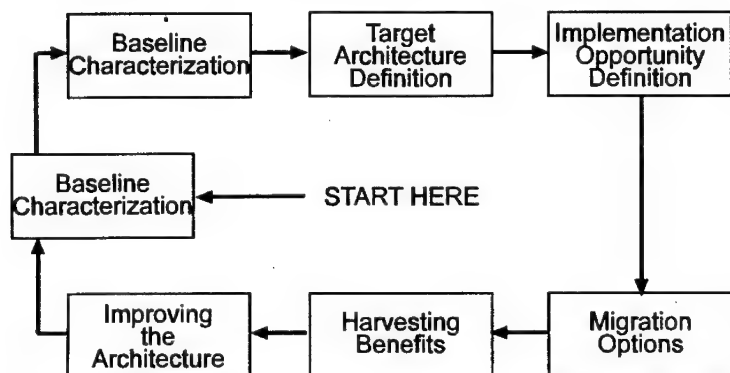 Baseline
Characterization
Target
Architecture
Definition
Implementation
Opportunity
Definition
Baseline
Characterization
START HERE
Improving
the
Architecture
Harvesting
Benefits
Migration
Options